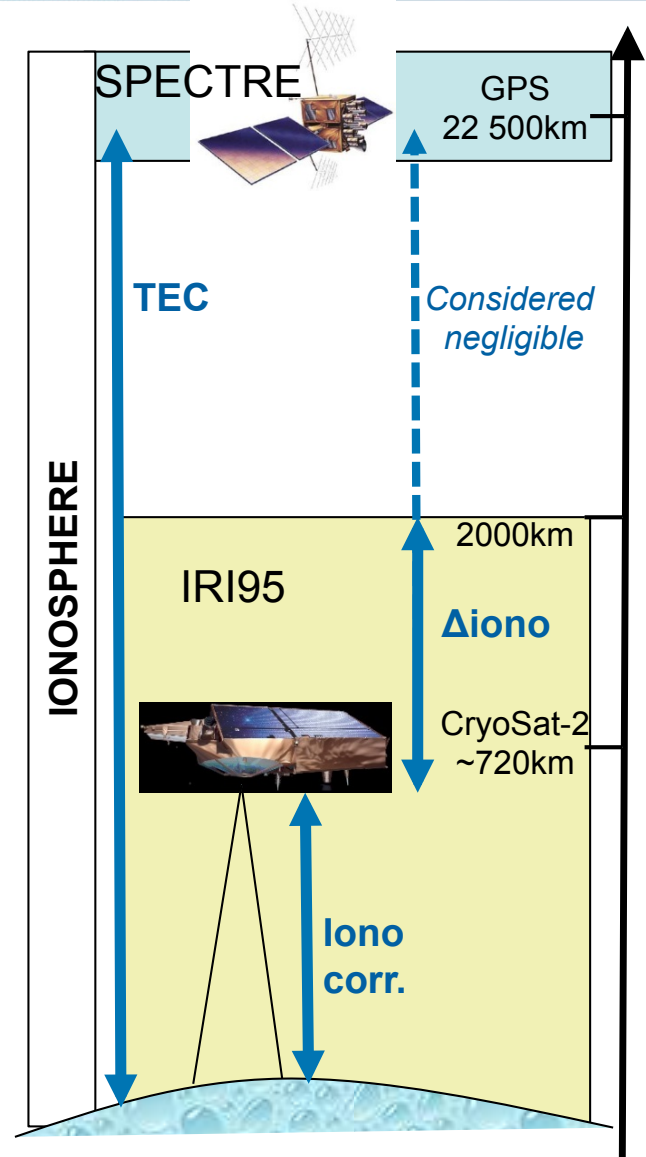 SPECTRE
GPS
22 500km
TEC
Considered
negligible
IONOSPHERE
2000km
IRI95
Δiono
CryoSat-2
~720km
Iono
corr.